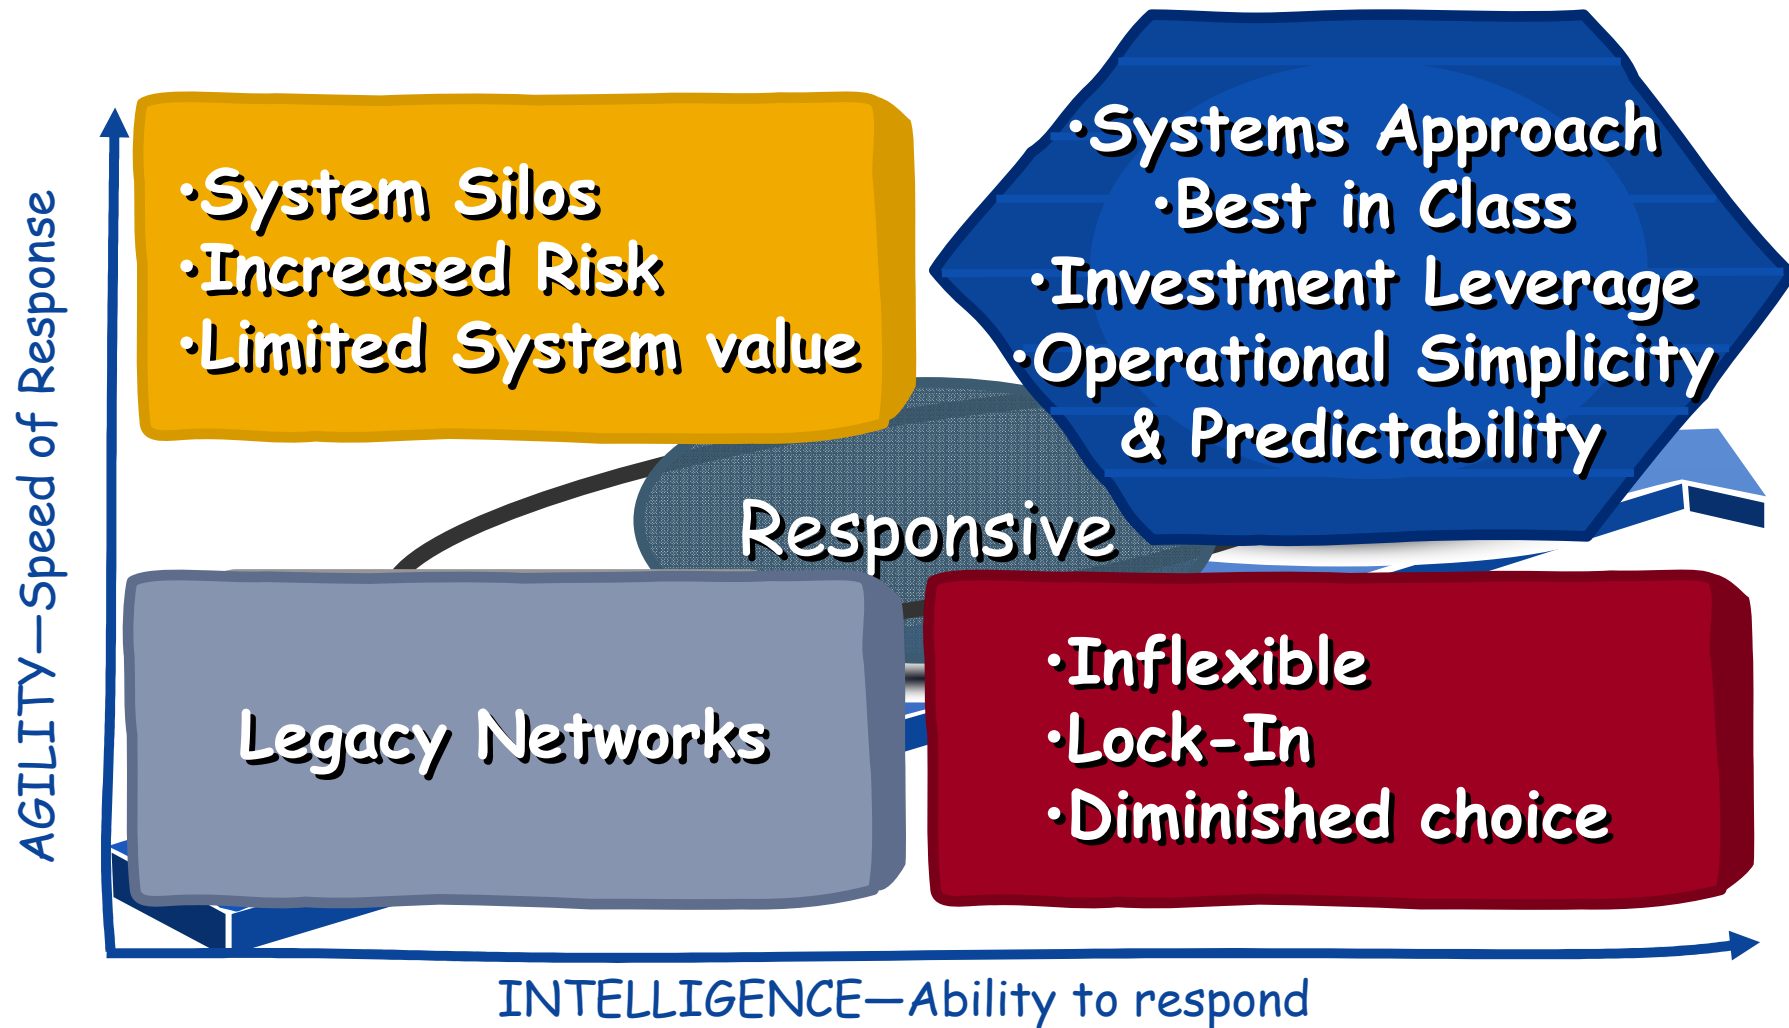 •Systems Approach
•Best in Class
•Investment Leverage
•Operational Simplicity
& Predictability
•System Silos
•Increased Risk
•Limited System value
AGILITY—Speed of Response
Responsive
Legacy Networks
•Inflexible
•Lock-In
•Diminished choice
INTELLIGENCE—Ability to respond